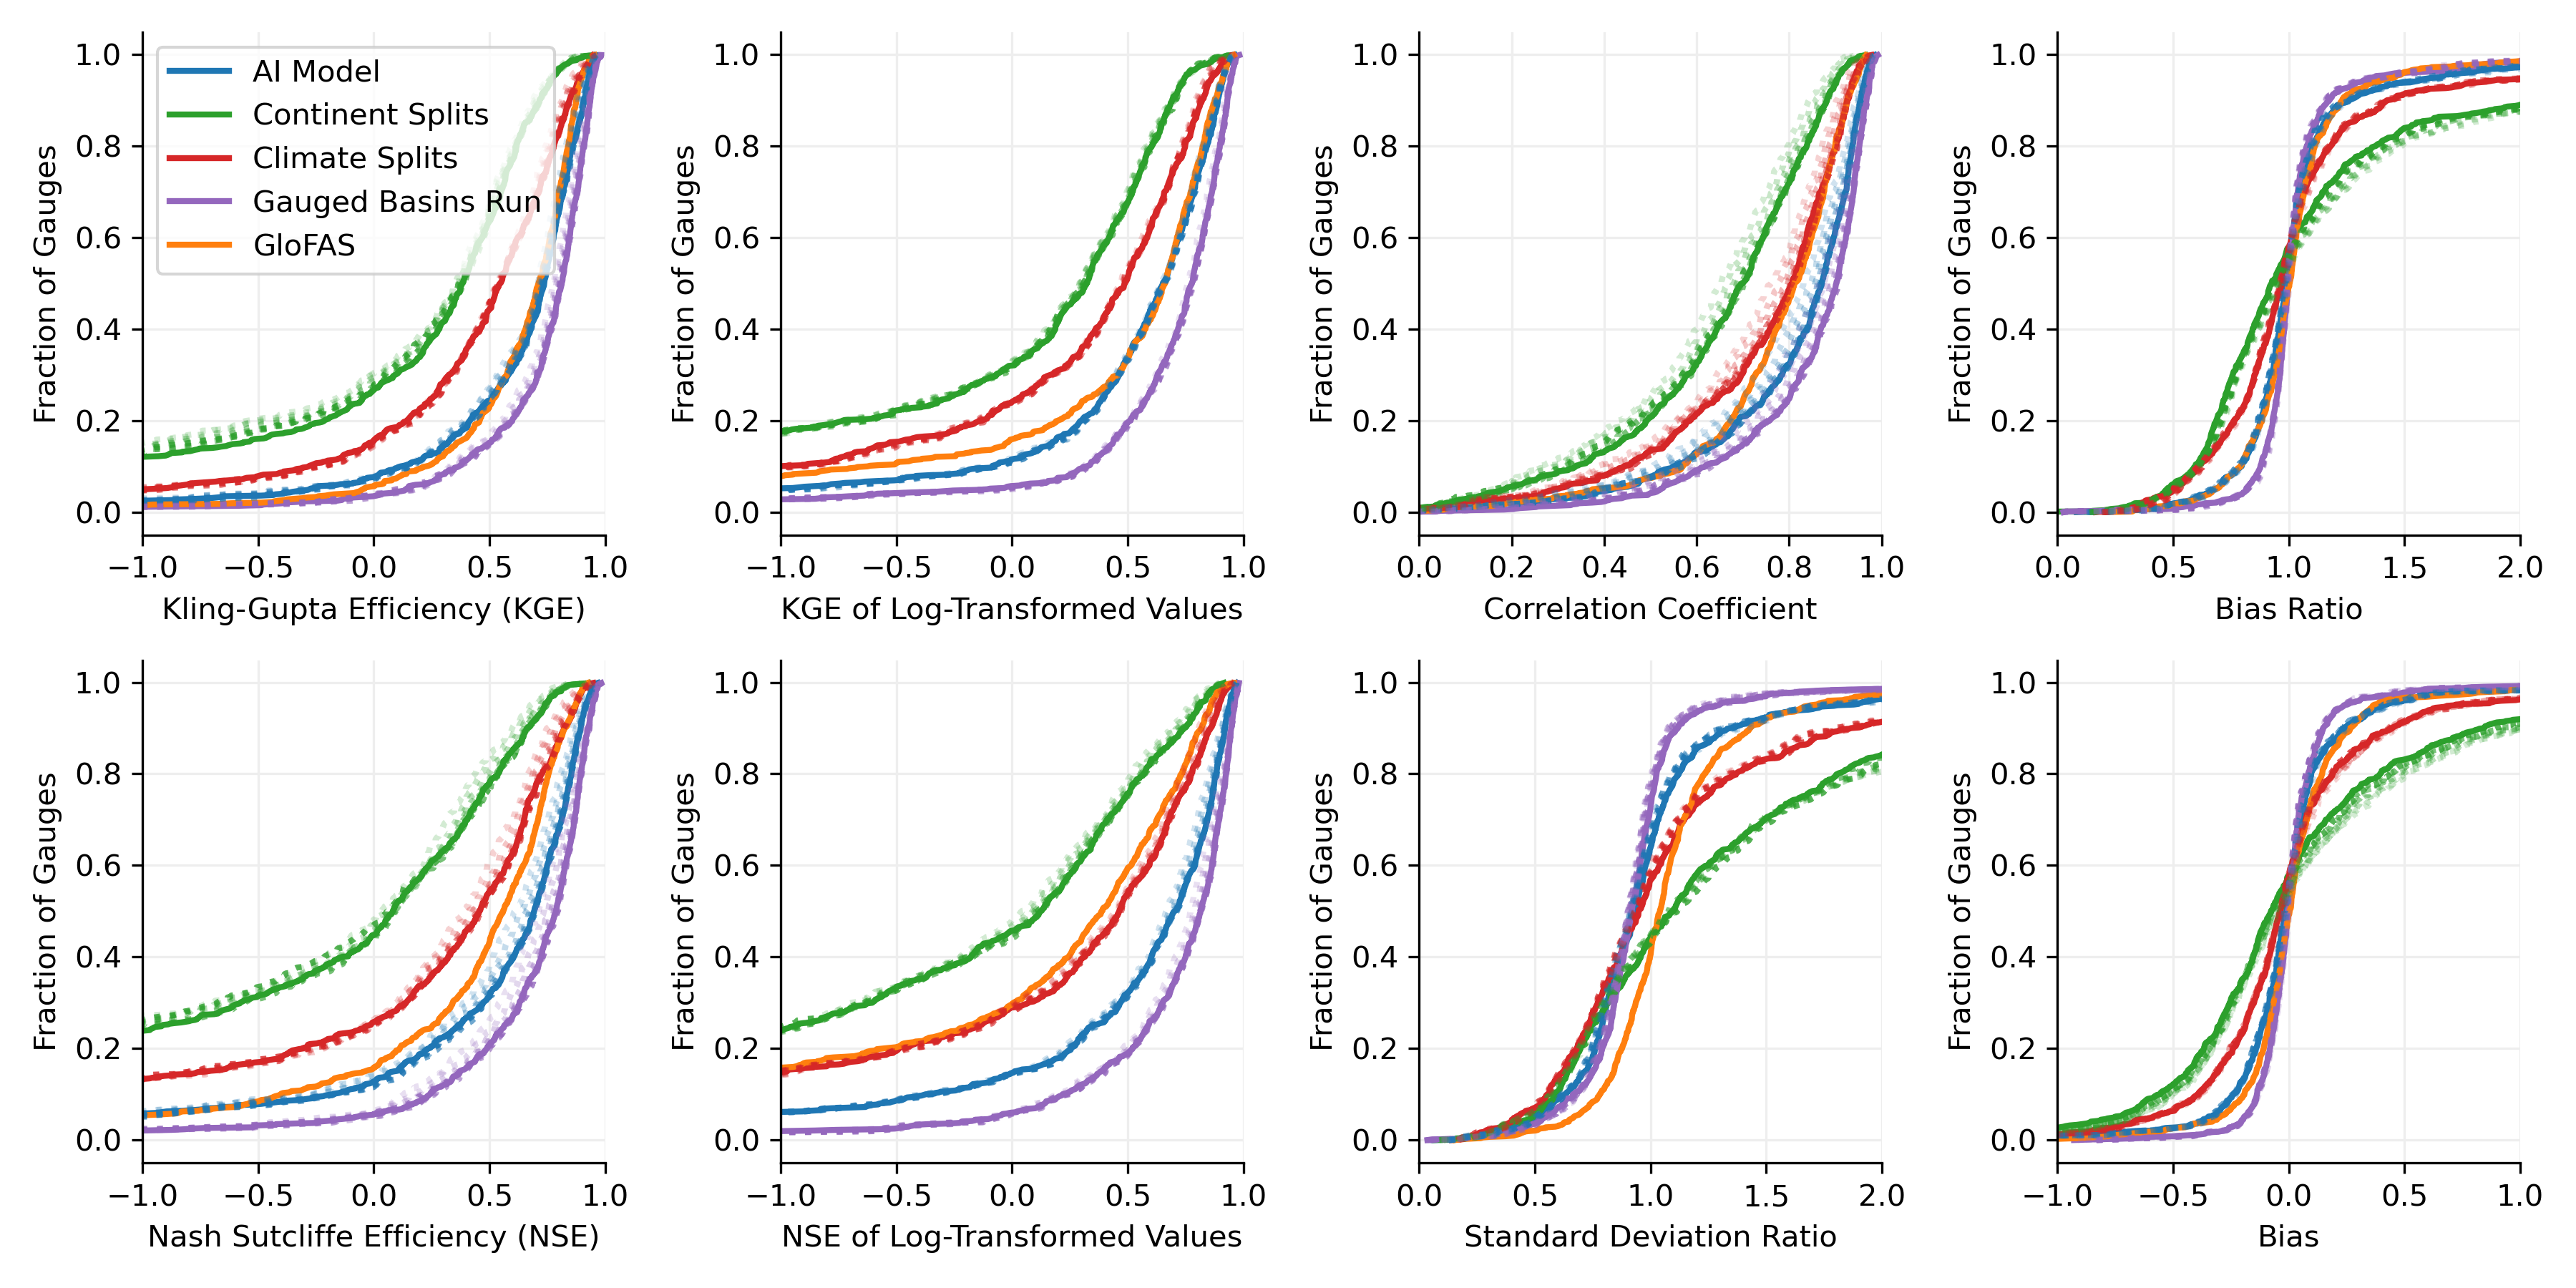 Fraction of Gauges
1.0
0.8
0.6
0.4
0.2
0.0
AI Model
Continent Splits
Climate Splits
Gauged Basins Run
GloFAS
−1.0 −0.5 0.0 0.5 1.0
Kling-Gupta Efficiency (KGE)
Fraction of Gauges
1.0
0.8
0.6
0.4
0.2
0.0
−1.0 −0.5 0.0 0.5 1.0
KGE of Log-Transformed Values
Fraction of Gauges
1.0
0.8
0.6
0.4
0.2
0.0
0.0 0.2 0.4 0.6 0.8 1.0
Correlation Coefficient
Fraction of Gauges
1.0
0.8
0.6
0.4
0.2
0.0
0.0 0.5 1.0 1.5 2.0
Bias Ratio
Fraction of Gauges
1.0
0.8
0.6
0.4
0.2
0.0
−1.0 −0.5 0.0 0.5 1.0
Nash Sutcliffe Efficiency (NSE)
Fraction of Gauges
1.0
0.8
0.6
0.4
0.2
0.0
−1.0 −0.5 0.0 0.5 1.0
NSE of Log-Transformed Values
Fraction of Gauges
1.0
0.8
0.6
0.4
0.2
0.0
0.0 0.5 1.0 1.5 2.0
Standard Deviation Ratio
Fraction of Gauges
1.0
0.8
0.6
0.4
0.2
0.0
−1.0 −0.5 0.0 0.5 1.0
Bias